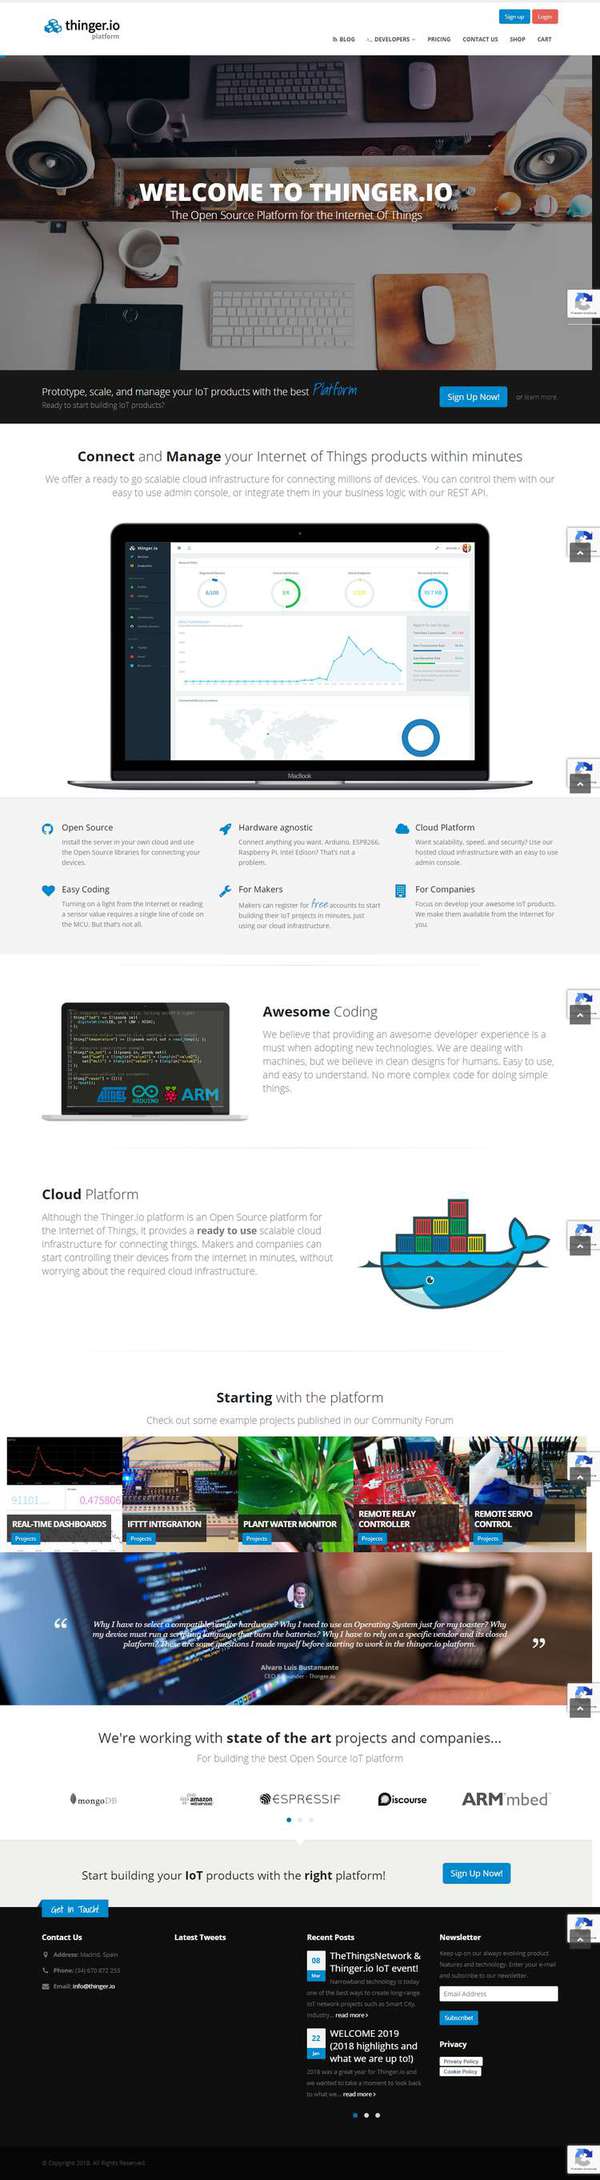 thinger.io
platform
Sign up
Login
BLOG
DEVELOPERS
PRICING
CONTACT US
SHOP
CART
WELCOME TO THINGER.IO
The Open Source Platform for the Internet Of Things
Prototype, scale, and manage your IoT products with the best Platform
Ready to start building IoT products?
Sign Up Now!
or learn more.
Connect and Manage your Internet of Things products within minutes
We offer a ready to go scalable cloud infrastructure for connecting millions of devices. You can control them with our
easy to use admin console, or integrate them in your business logic with our REST API.
thinger.io
MacBook
Open Source
Install the server in your own cloud and use
the Open Source libraries for connecting your
devices.
Hardware agnostic
Connect anything you want. Arduino, ESP8266,
Raspberry Pi, Intel Edison? That's not a
problem.
Cloud Platform
Want scalability, speed, and security? Use our
hosted cloud infrastructure with an easy to use
admin console.
Easy Coding
Turning on a light from the Internet or reading
a sensor value requires a single line of code on
the MCU. But that's not all.
For Makers
Makers can register for free accounts to start
building their IoT projects in minutes, just
using our cloud infrastructure.
For Companies
Focus on develop your awesome IoT products.
We make them available from the Internet for
you.
Awesome Coding
We believe that providing an awesome developer experience is a
must when adopting new technologies. We are dealing with
machines, but we believe in clean designs for humans. Easy to use,
and easy to understand. No more complex code for doing simple
things.
ATMEL
ARDUINO
ARM
Cloud Platform
Although the Thinger.io platform is an Open Source platform for
the Internet of Things, it provides a ready to use scalable cloud
infrastructure for connecting things. Makers and companies can
start controlling their devices from the Internet in minutes, without
worrying about the required cloud infrastructure.
Starting with the platform
Check out some example projects published in our Community Forum
91101...
0.475806
REAL-TIME DASHBOARDS
Projects
IFTTT INTEGRATION
Projects
PLANT WATER MONITOR
Projects
REMOTE RELAY
CONTROLLER
Projects
REMOTE SERVO
CONTROL
Projects
Why I have to select a compatible vendor hardware? Why I need to use an Operating System just for my toaster? Why
my device must run a scripting language that burn the batteries? Why I have to rely on a specific vendor and its closed
platform? These are some questions I made myself before starting to work in the thinger.io platform.
Alvaro Luis Bustamante
CEO & Founder - Thinger.io
We're working with state of the art projects and companies...
For building the best Open Source IoT platform
mongoDB
amazon
ESPRESSIF
Discourse
ARM mbed
Start building your IoT products with the right platform!
Sign Up Now!
Get In Touch!
Contact Us
Address: Madrid, Spain
Phone: (34) 670 872 253
Email: info@thinger.io
Latest Tweets
Recent Posts
08
Mar
TheThingsNetwork &
Thinger.io IoT event!
Narrowband technology is today
one of the best ways to create long-range
IoT network projects such as Smart City,
Industry... read more
22
Jan
WELCOME 2019
(2018 highlights and
what we are up to!)
2018 was a great year for Thinger.io and
we wanted to take a moment to look back
to what we... read more
Newsletter
Keep up on our always evolving product
features and technology. Enter your e-mail
and subscribe to our newsletter.
Email Address
Subscribe!
Privacy
Privacy Policy
Cookie Policy
© Copyright 2018. All Rights Reserved.